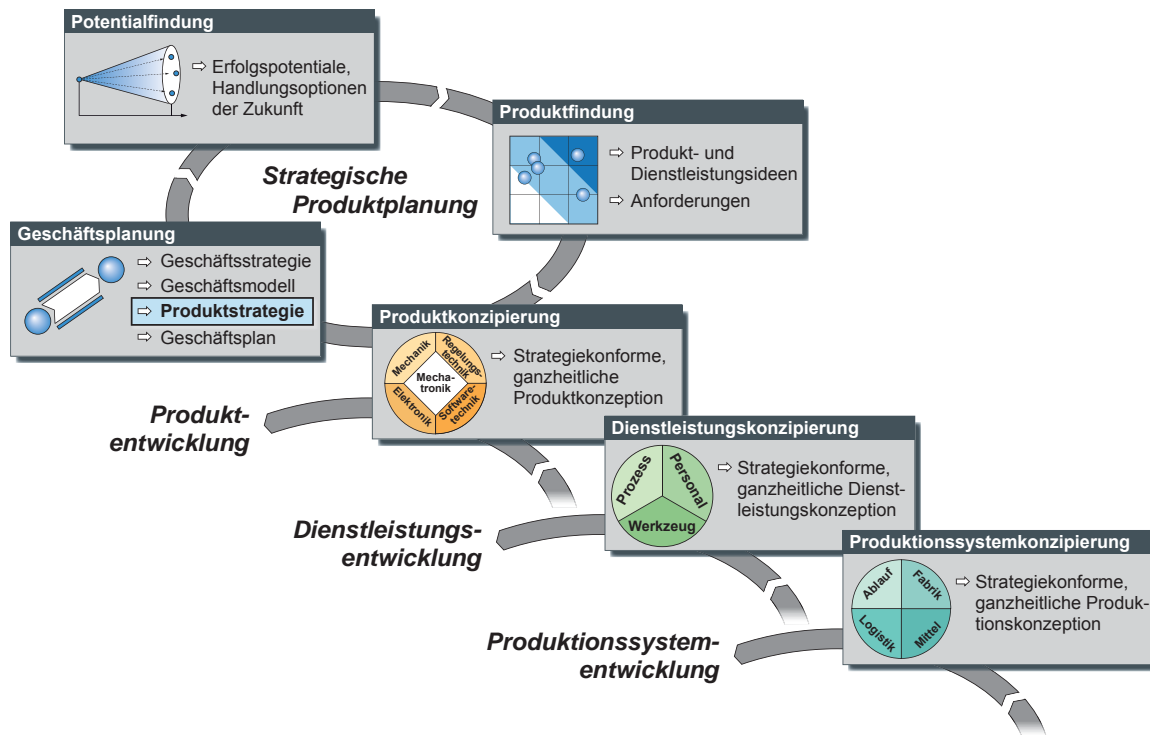 Potentialfindung
⇨ Erfolgspotentiale,
Handlungsoptionen
der Zukunft
Produktfindung
⇨ Produkt- und
Dienstleistungsideen
⇨ Anforderungen
Strategische
Produktplanung
Geschäftsplanung
⇨ Geschäftsstrategie
⇨ Geschäftsmodell
⇨ Produktstrategie
⇨ Geschäftsplan
Produktkonzipierung
Mechanik
Regelungs-
technik
Mecha-
tronik
Elektronik
Software-
technik
⇨ Strategiekonforme,
ganzheitliche
Produktkonzeption
Produkt-
entwicklung
Dienstleistungskonzipierung
Prozess
Personal
Werkzeug
⇨ Strategiekonforme,
ganzheitliche Dienst-
leistungskonzeption
Dienstleistungs-
entwicklung
Produktionssystemkonzipierung
Ablauf
Fabrik
Logistik
Mittel
⇨ Strategiekonforme,
ganzheitliche Produk-
tionskonzeption
Produktionssystem-
entwicklung